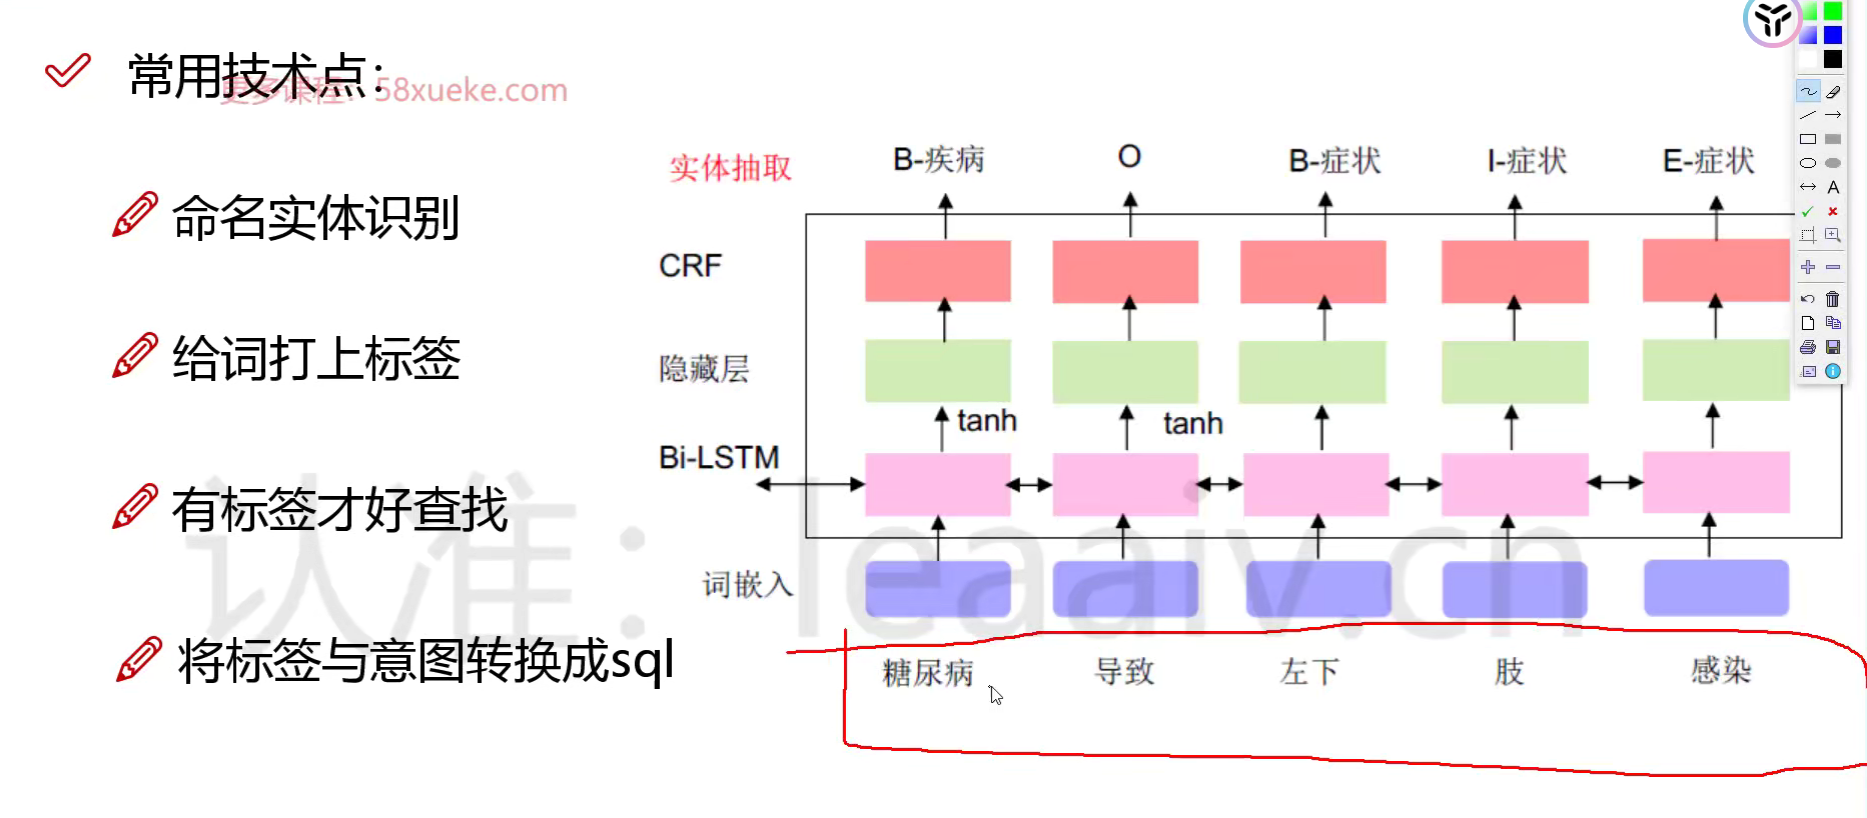 常用技术点：
更多课程：58xueke.com
命名实体识别
给词打上标签
有标签才好查找
将标签与意图转换成sql
实体抽取
B-疾病 O B-症状 I-症状 E-症状
CRF
隐藏层
tanh tanh
Bi-LSTM
词嵌入
糖尿病 导致 左下 肢 感染
认准：leaaiv.cn
A